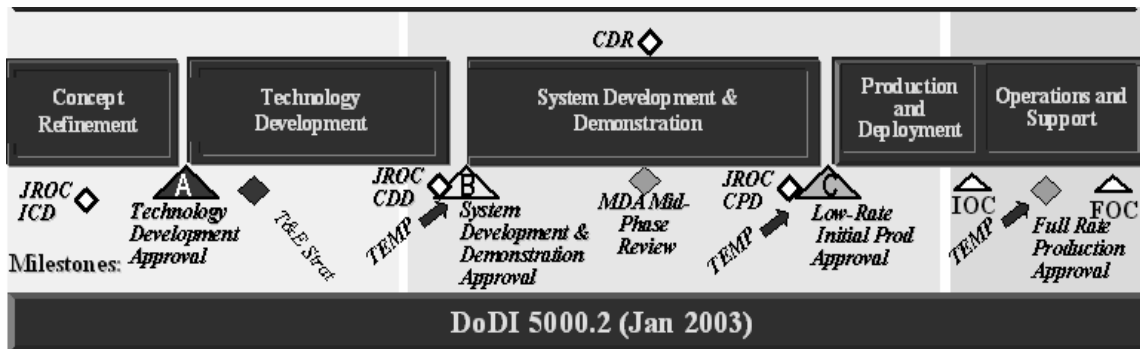 CDR
Concept
Refinement
Technology
Development
System Development &
Demonstration
Production
and
Deployment
Operations and
Support
JROC
ICD
A
Technology
Development
Approval
T&E Strat
JROC
CDD
TEMP
B
System
Development &
Demonstration
Approval
MDA Mid-
Phase
Review
JROC
CPD
TEMP
C
Low-Rate
Initial Prod
Approval
IOC
TEMP
Full Rate
Production
Approval
FOC
Milestones:
DoDI 5000.2 (Jan 2003)